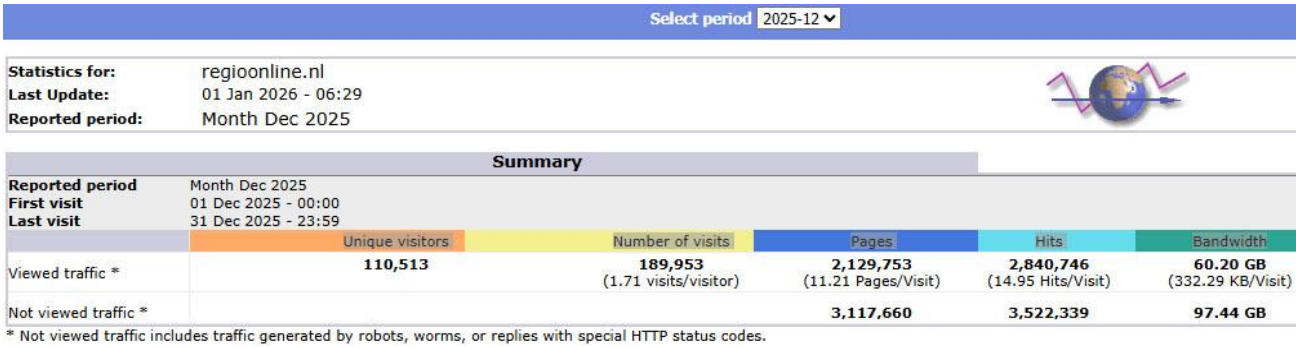 Select period 2025-12
Statistics for: regioonline.nl
Last Update: 01 Jan 2026 - 06:29
Reported period: Month Dec 2025
Summary
Reported period Month Dec 2025
First visit 01 Dec 2025 - 00:00
Last visit 31 Dec 2025 - 23:59
Unique visitors Number of visits Pages Hits Bandwidth
Viewed traffic * 110,513 189,953 2,129,753 2,840,746 60.20 GB
(1.71 visits/visitor) (11.21 Pages/Visit) (14.95 Hits/Visit) (332.29 KB/Visit)
Not viewed traffic * 3,117,660 3,522,339 97.44 GB
* Not viewed traffic includes traffic generated by robots, worms, or replies with special HTTP status codes.